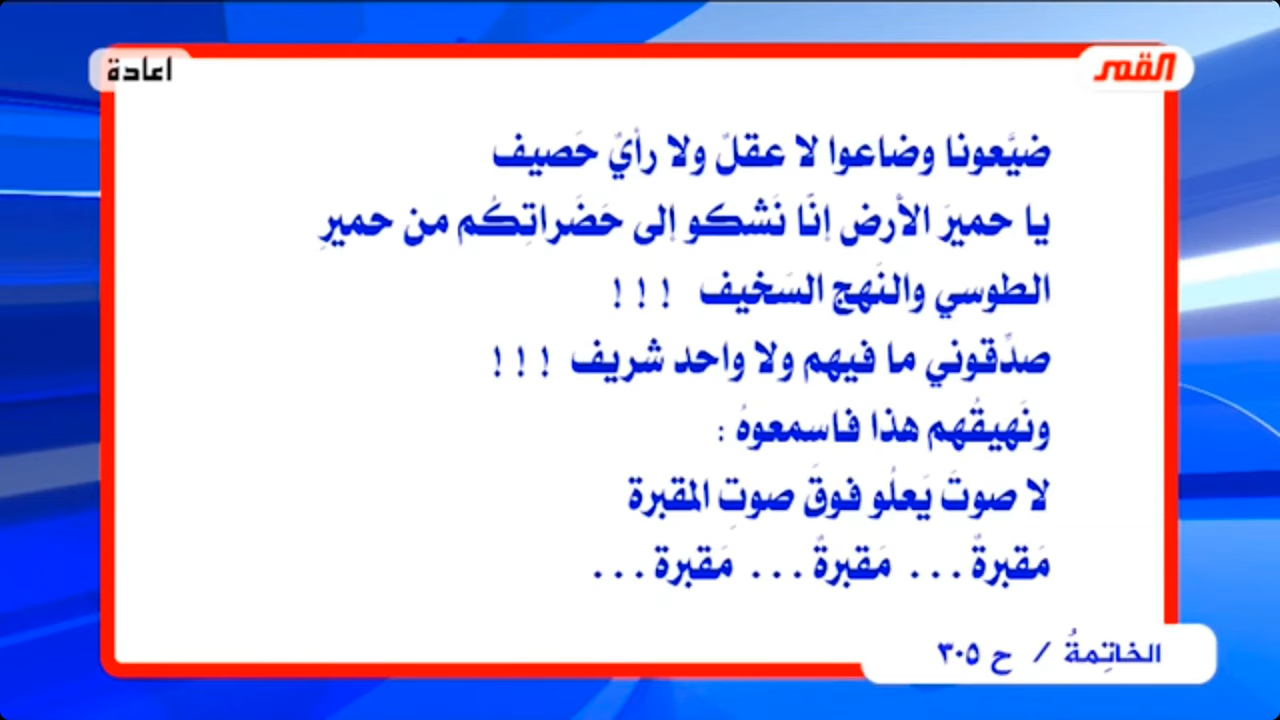 القمر
اعادة
ضيَّعونا وضاعوا لا عقلٌ ولا رأيٌ حَصيف
يا حميرَ الأرض إنَّا نَشكو إلى حَضَراتِكُم من حميرِ
الطوسي والنَهج السَخيف !!!
صدِّقوني ما فيهم ولا واحد شريف !!!
ونَهيقُهم هذا فاسمعوهُ :
لا صوتَ يَعلُو فوقَ صوتِ المقبرة
مَقبرةٌ... مَقبرةٌ... مَقبرة...
الخاتِمةُ / ح ٣٠٥